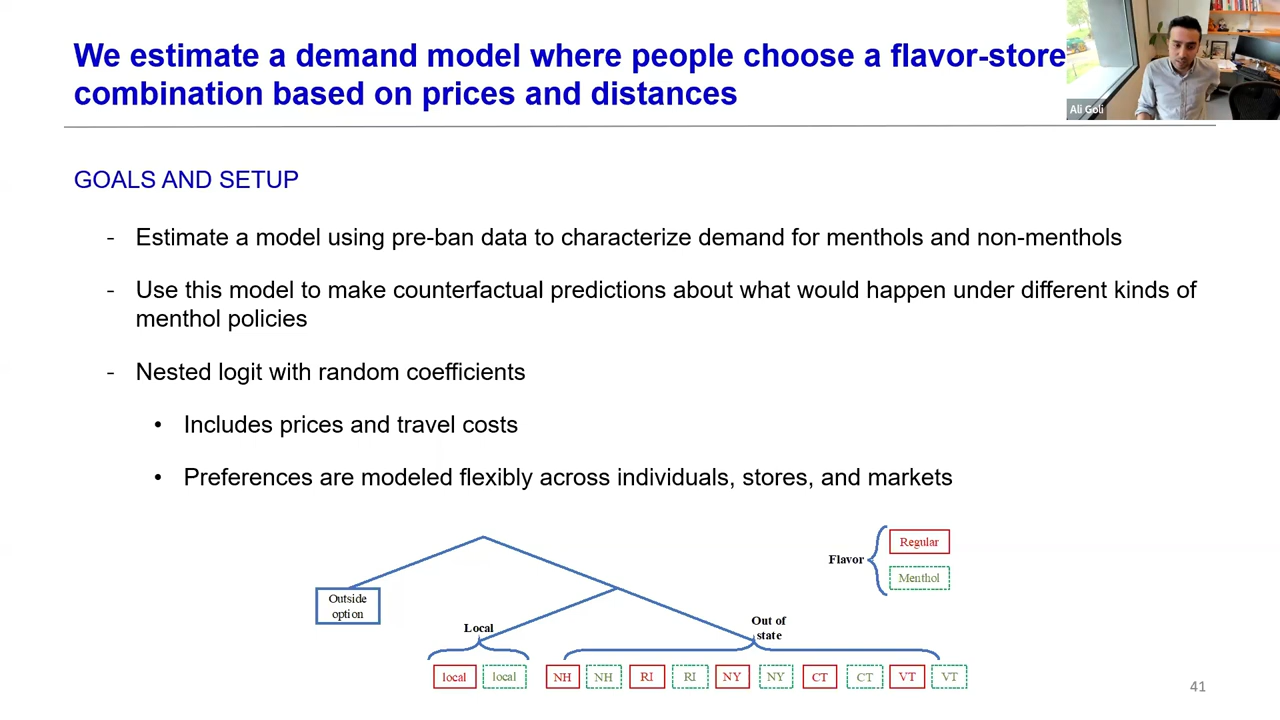 We estimate a demand model where people choose a flavor-store
combination based on prices and distances
Ali Goli
GOALS AND SETUP
- Estimate a model using pre-ban data to characterize demand for menthols and non-menthols
- Use this model to make counterfactual predictions about what would happen under different kinds of
menthol policies
- Nested logit with random coefficients
• Includes prices and travel costs
• Preferences are modeled flexibly across individuals, stores, and markets
Regular
Flavor
Menthol
Outside
option
Local
Out of
state
local local NH NH RI RI NY NY CT CT VT VT
41